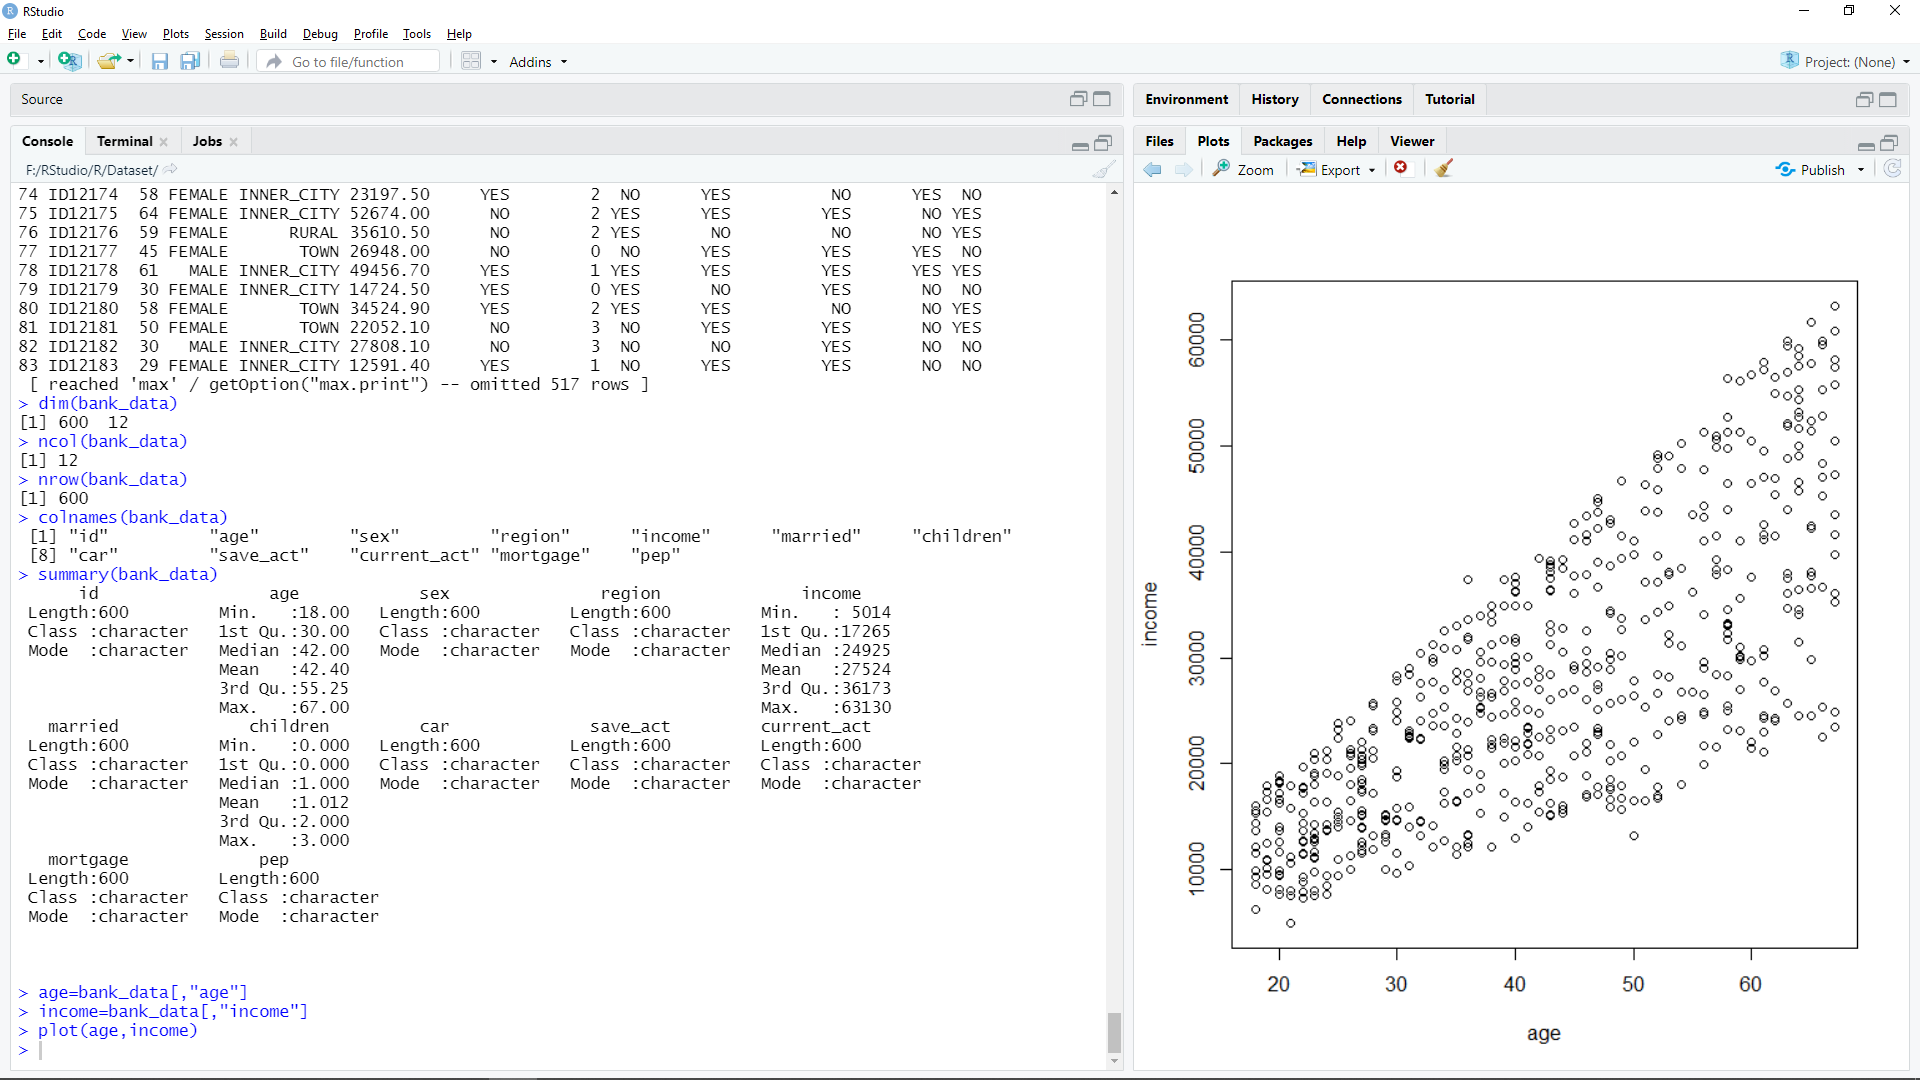 RStudio
File Edit Code View Plots Session Build Debug Profile Tools Help
Go to file/function Addins Project: (None)
Source
Console Terminal Jobs
F:/RStudio/R/Dataset/
74 ID12174 58 FEMALE INNER_CITY 23197.50 YES 2 NO YES NO YES NO
75 ID12175 64 FEMALE INNER_CITY 52674.00 NO 2 YES YES YES NO YES
76 ID12176 59 FEMALE RURAL 35610.50 NO 2 YES NO NO NO YES
77 ID12177 45 FEMALE TOWN 26948.00 NO 0 NO YES YES YES NO
78 ID12178 61 MALE INNER_CITY 49456.70 YES 1 YES YES YES YES YES NO
79 ID12179 30 FEMALE INNER_CITY 14724.50 YES 0 YES NO YES NO NO
80 ID12180 58 FEMALE TOWN 34524.90 YES 2 YES YES NO NO YES
81 ID12181 50 FEMALE TOWN 22052.10 NO 3 NO YES YES NO YES
82 ID12182 30 MALE INNER_CITY 27808.10 NO 3 NO NO YES NO NO
83 ID12183 29 FEMALE INNER_CITY 12591.40 YES 1 NO YES YES NO NO
[ reached 'max' / getOption("max.print") -- omitted 517 rows ]
> dim(bank_data)
[1] 600 12
> ncol(bank_data)
[1] 12
> nrow(bank_data)
[1] 600
> colnames(bank_data)
[1] "id" "age" "sex" "region" "income" "married" "children"
[8] "car" "save_act" "current_act" "mortgage" "pep"
> summary(bank_data)
id age sex region income
Length:600 Min. :18.00 Length:600 Length:600 Min. : 5014
Class :character 1st Qu.:30.00 Class :character Class :character 1st Qu.:17265
Mode :character Median :42.00 Mode :character Mode :character Median :24925
Mean :42.40 Mean :27524
3rd Qu.:55.25 3rd Qu.:36173
Max. :67.00 Max. :63130
married children car save_act current_act
Length:600 Min. :0.000 Length:600 Length:600 Length:600
Class :character 1st Qu.:0.000 Class :character Class :character Class :character
Mode :character Median :1.000 Mode :character Mode :character Mode :character
Mean :1.012
3rd Qu.:2.000
Max. :3.000
mortgage pep
Length:600 Length:600
Class :character Class :character
Mode :character Mode :character
> age=bank_data[,"age"]
> income=bank_data[,"income"]
> plot(age,income)
>
Environment History Connections Tutorial
Files Plots Packages Help Viewer
Zoom Export Publish
60000
50000
40000
30000
20000
10000
income
20 30 40 50 60
age